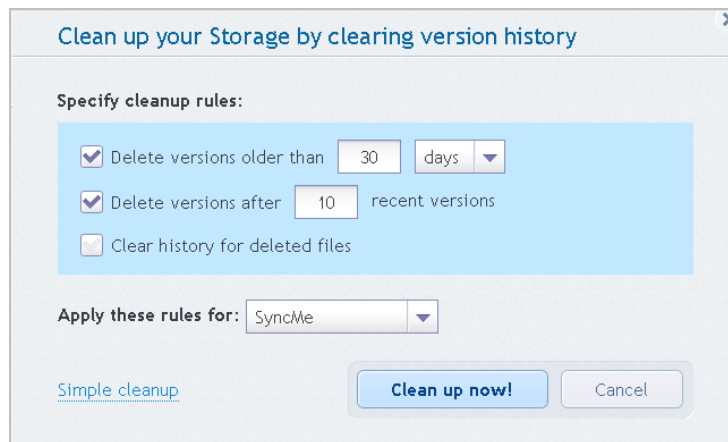 Clean up your Storage by clearing version history
Specify cleanup rules:
Delete versions older than 30 days
Delete versions after 10 recent versions
Clear history for deleted files
Apply these rules for: SyncMe
Simple cleanup Clean up now! Cancel